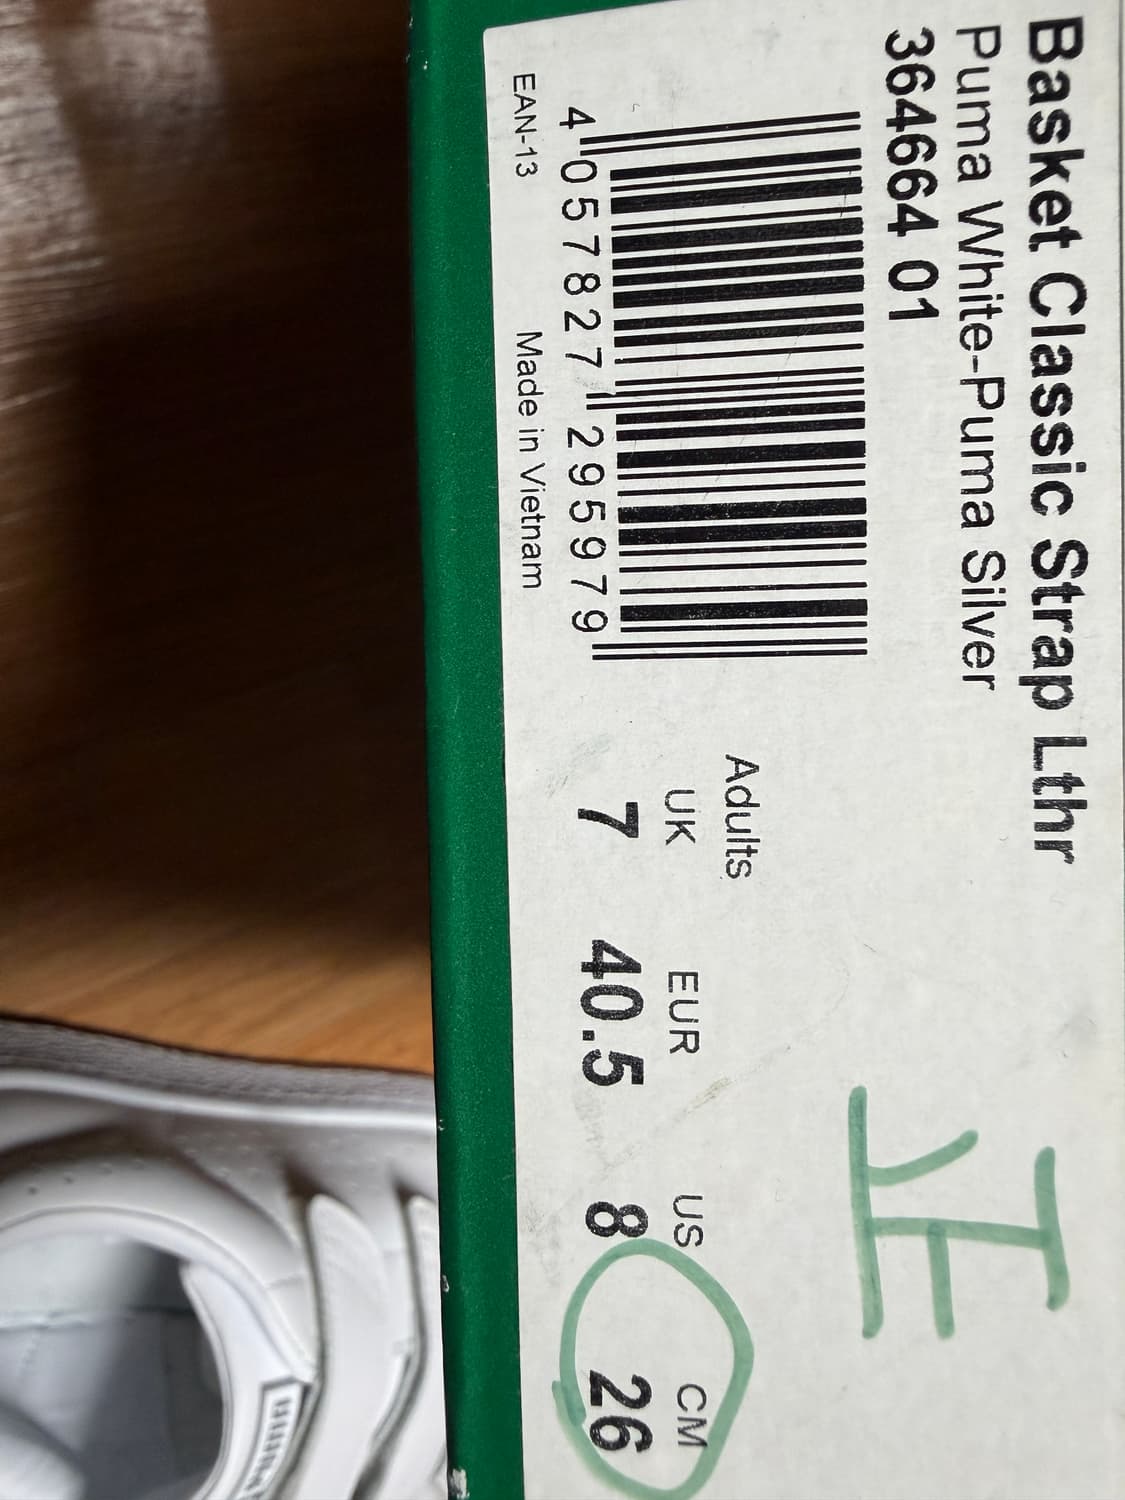 Basket Classic Strap Lthr
Puma White-Puma Silver
364664 01
正
4 057827 295979
EAN-13
Made in Vietnam
Adults
UK EUR US CM
7 40.5 8 26